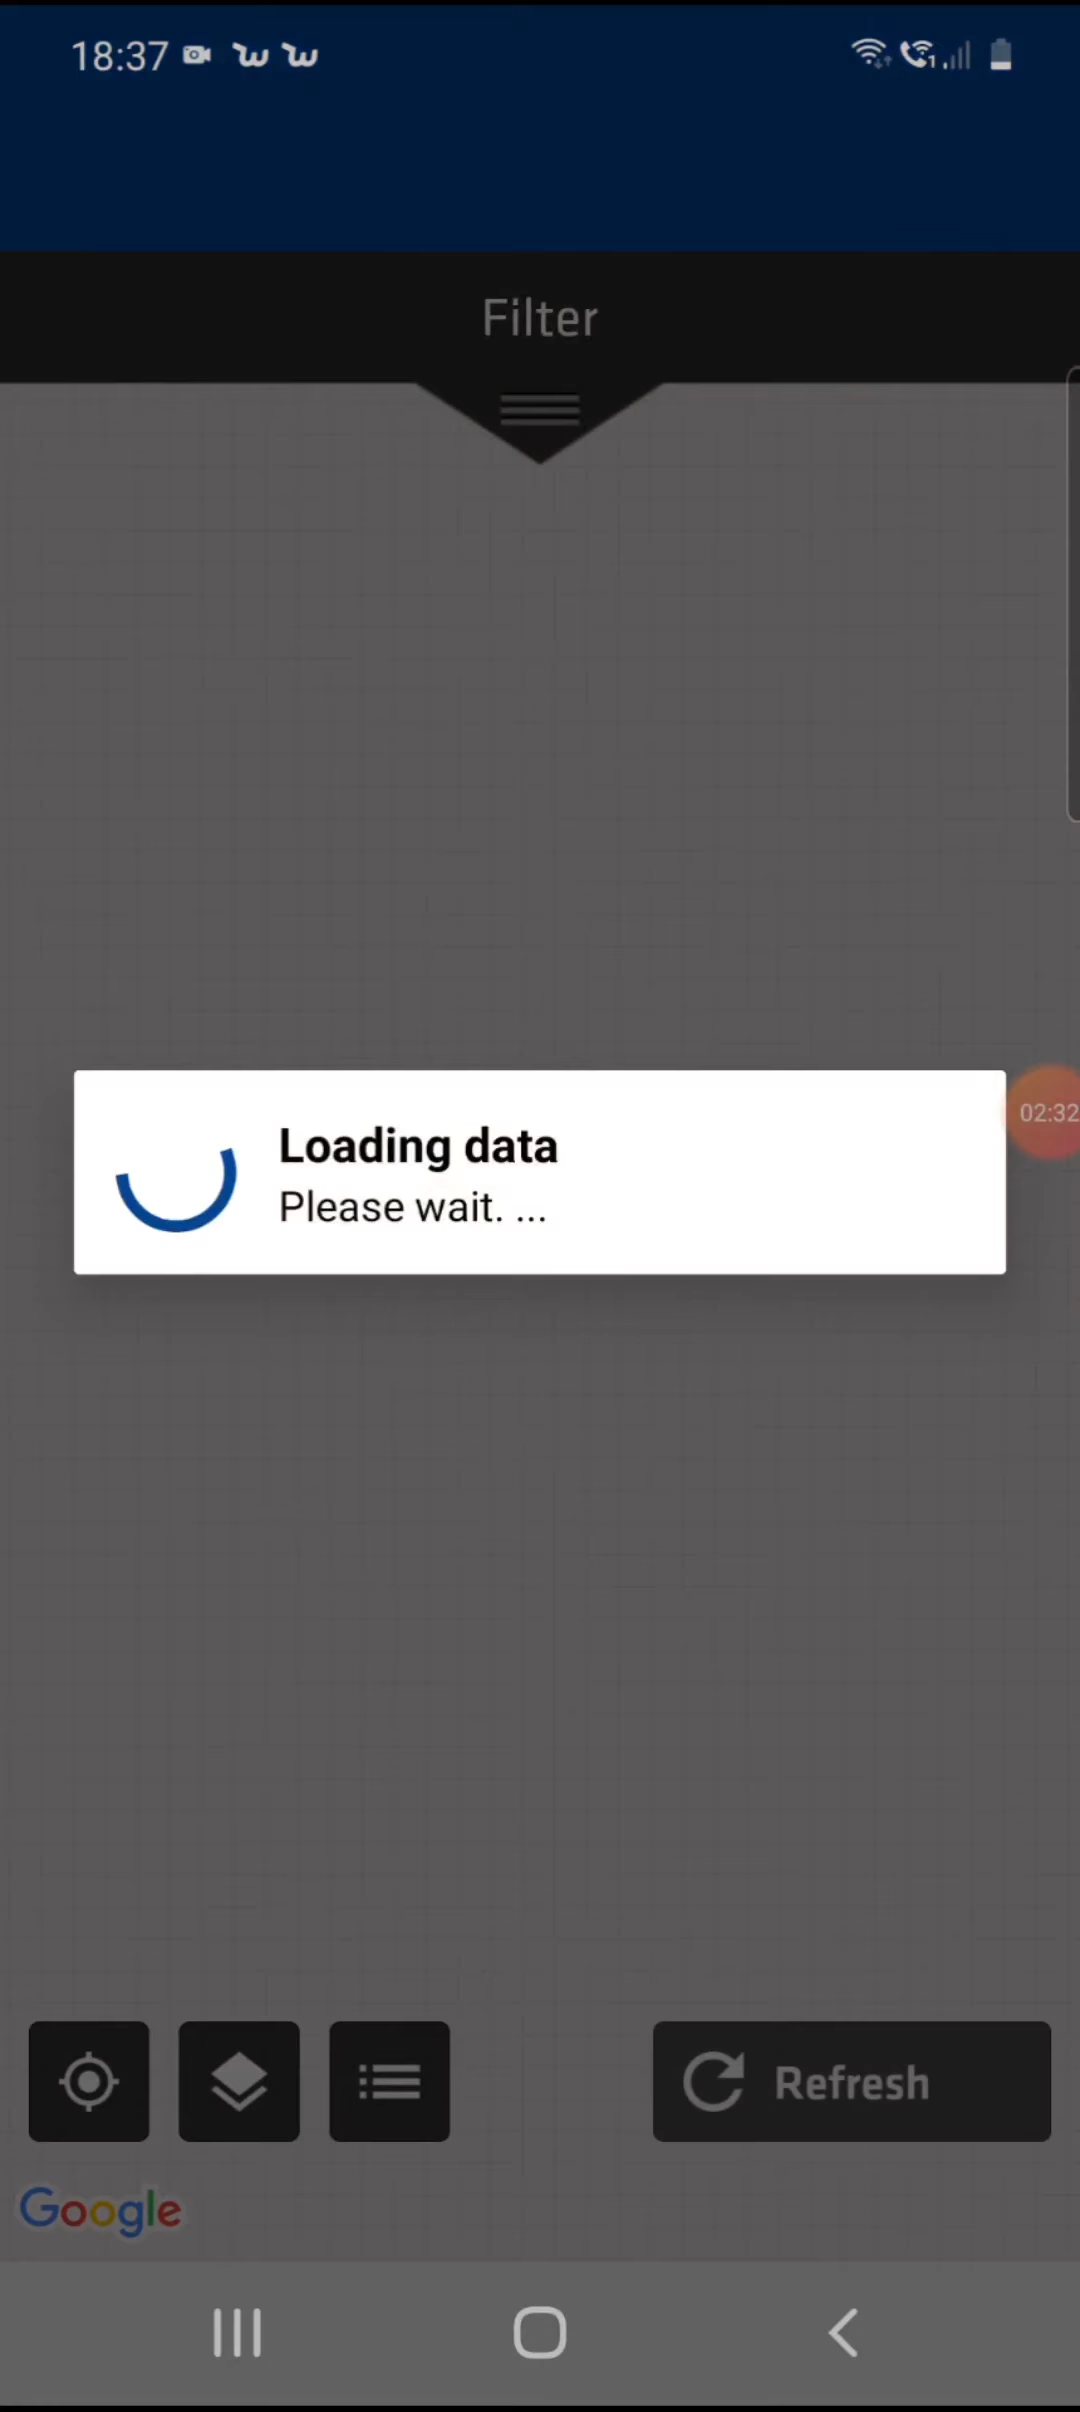 18:37
Filter
Loading data
Please wait. ...
02:32
Refresh
Google